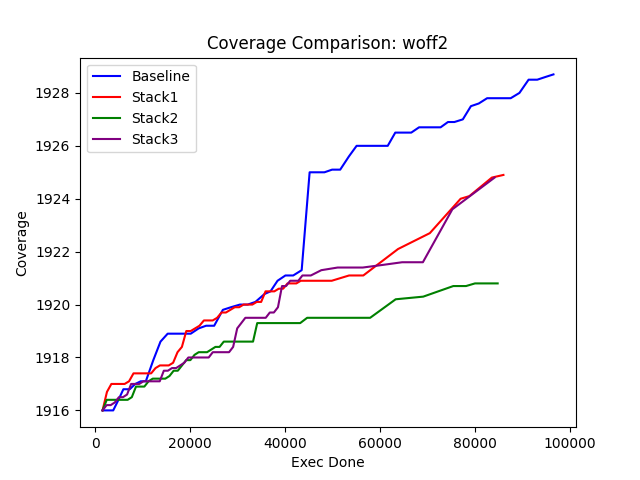 Coverage Comparison: woff2
Baseline
Stack1
Stack2
Stack3
Coverage
1928
1926
1924
1922
1920
1918
1916
0 20000 40000 60000 80000 100000
Exec Done